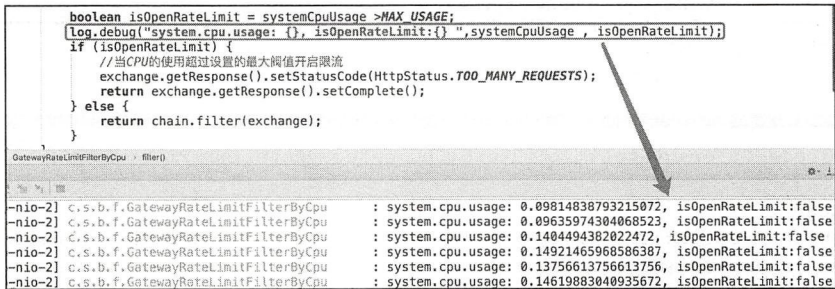 boolean isOpenRateLimit = systemCpuUsage >MAX_USAGE;
log.debug("system.cpu.usage: {}, isOpenRateLimit:{} ",systemCpuUsage , isOpenRateLimit);
if (isOpenRateLimit) {
//当CPU的使用超过设置的最大阀值开启限流
exchange.getResponse().setStatusCode(HttpStatus.TOO_MANY_REQUESTS);
return exchange.getResponse().setComplete();
} else {
return chain.filter(exchange);
}
GatewayRateLimitFilterByCpu › filter()
-nio-2] c.s.b.f.GatewayRateLimitFilterByCpu : system.cpu.usage: 0.09814838793215072, isOpenRateLimit:false
-nio-2] c.s.b.f.GatewayRateLimitFilterByCpu : system.cpu.usage: 0.09635974304068523, isOpenRateLimit:false
-nio-2] c.s.b.f.GatewayRateLimitFilterByCpu : system.cpu.usage: 0.1404494382022472, isOpenRateLimit:false
-nio-2] c.s.b.f.GatewayRateLimitFilterByCpu : system.cpu.usage: 0.14921465968586387, isOpenRateLimit:false
-nio-2] c.s.b.f.GatewayRateLimitFilterByCpu : system.cpu.usage: 0.13756613756613756, isOpenRateLimit:false
-nio-2] c.s.b.f.GatewayRateLimitFilterByCpu : system.cpu.usage: 0.14619883040935672, isOpenRateLimit:false